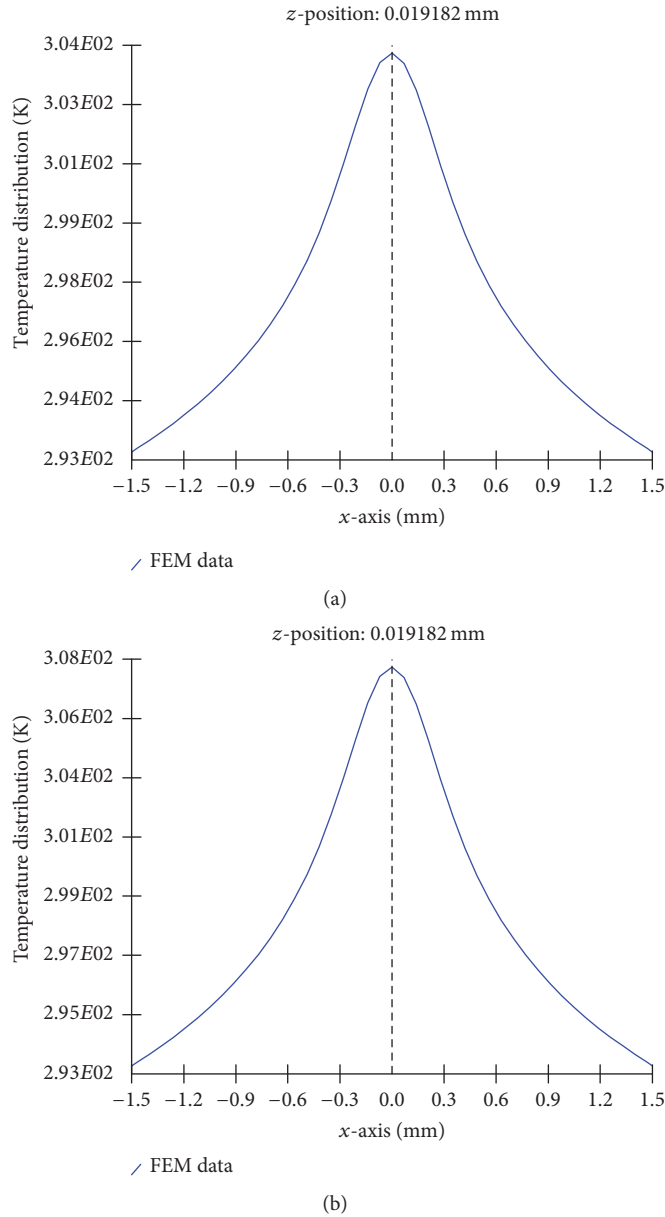 z-position: 0.019182 mm
Temperature distribution (K)
3.04E02
3.03E02
3.01E02
2.99E02
2.98E02
2.96E02
2.94E02
2.93E02
−1.5 −1.2 −0.9 −0.6 −0.3 0.0 0.3 0.6 0.9 1.2 1.5
x-axis (mm)
FEM data
(a)
z-position: 0.019182 mm
Temperature distribution (K)
3.08E02
3.06E02
3.04E02
3.01E02
2.99E02
2.97E02
2.95E02
2.93E02
−1.5 −1.2 −0.9 −0.6 −0.3 0.0 0.3 0.6 0.9 1.2 1.5
x-axis (mm)
FEM data
(b)